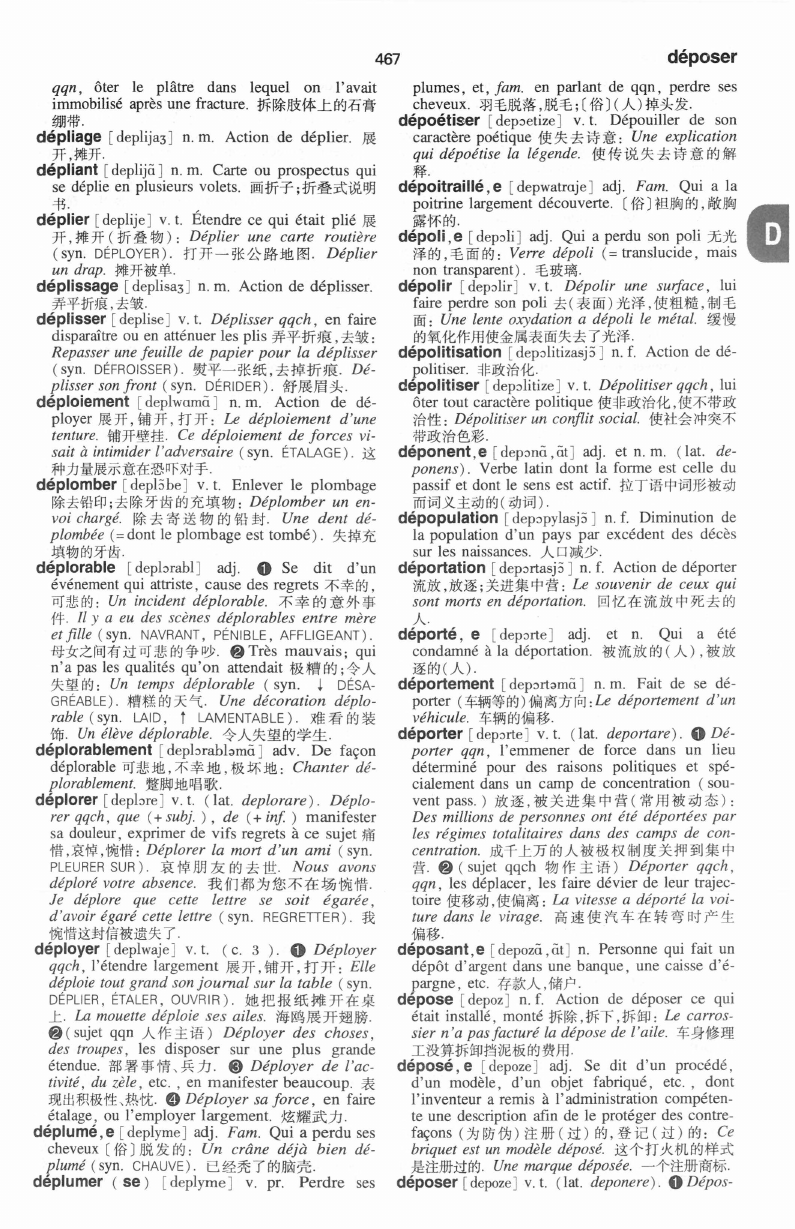 467
déposer
qqn, ôter le plâtre dans lequel on l'avait
immobilisé après une fracture. 拆除肢体上的石膏
绷带.
dépliage [deplijaʒ] n. m. Action de déplier. 展
开,摊开.
dépliant [deplijɑ̃] n. m. Carte ou prospectus qui
se déplie en plusieurs volets. 画折子;折叠式说明
书.
déplier [deplije] v. t. Étendre ce qui était plié 展
开,摊开(折叠物): Déplier une carte routière
(syn. DÉPLOYER). 打开一张公路地图. Déplier
un drap. 摊开被单.
déplissage [deplisaʒ] n. m. Action de déplisser.
弄平折痕,去皱.
déplisser [deplise] v. t. Déplisser qqch, en faire
disparaître ou en atténuer les plis 弄平折痕,去皱:
Repasser une feuille de papier pour la déplisser
(syn. DÉFROISSER). 熨平一张纸,去掉折痕. Dé-
plisser son front (syn. DÉRIDER). 舒展眉头.
déploiement [deplwamɑ̃] n. m. Action de dé-
ployer 展开,铺开,打开: Le déploiement d'une
tenture. 铺开壁挂. Ce déploiement de forces vi-
sait à intimider l'adversaire (syn. ÉTALAGE). 这
种力量展示意在恐吓对手.
déplomber [deplɔ̃be] v. t. Enlever le plombage
除去铅印;去除牙齿的充填物: Déplomber un en-
voi chargé. 除去寄送物的铅封. Une dent dé-
plombée (=dont le plombage est tombé). 失掉充
填物的牙齿.
déplorable [deplɔrabl] adj. ❶ Se dit d'un
événement qui attriste, cause des regrets 不幸的,
可悲的: Un incident déplorable. 不幸的意外事
件. Il y a eu des scènes déplorables entre mère
et fille (syn. NAVRANT, PÉNIBLE, AFFLIGEANT).
母女之间有过可悲的争吵. ❷ Très mauvais; qui
n'a pas les qualités qu'on attendait 极糟的;令人
失望的: Un temps déplorable (syn. ↓ DÉSA-
GRÉABLE). 糟糕的天气. Une décoration déplo-
rable (syn. LAID, ↑ LAMENTABLE). 难看的装
饰. Un élève déplorable. 令人失望的学生.
déplorablement [deplɔrabləmɑ̃] adv. De façon
déplorable 可悲地,不幸地,极坏地: Chanter dé-
plorablement. 蹩脚地唱歌.
déplorer [deplɔre] v. t. (lat. deplorare). Déplo-
rer qqch, que (+ subj.), de (+ inf.) manifester
sa douleur, exprimer de vifs regrets à ce sujet 痛
惜,哀悼,惋惜: Déplorer la mort d'un ami (syn.
PLEURER SUR). 哀悼朋友的去世. Nous avons
déploré votre absence. 我们都为您不在场惋惜.
Je déplore que cette lettre se soit égarée,
d'avoir égaré cette lettre (syn. REGRETTER). 我
惋惜这封信被遗失了.
déployer [deplwaje] v. t. (c. 3). ❶ Déployer
qqch, l'étendre largement 展开,铺开,打开: Elle
déploie tout grand son journal sur la table (syn.
DÉPLIER, ÉTALER, OUVRIR). 她把报纸摊开在桌
上. La mouette déploie ses ailes. 海鸥展开翅膀.
❷(sujet qqn 人作主语) Déployer des choses,
des troupes, les disposer sur une plus grande
étendue. 部署事情、兵力. ❸ Déployer de l'ac-
tivité, du zèle, etc., en manifester beaucoup. 表
现出积极性、热忱. ❹ Déployer sa force, en faire
étalage, ou l'employer largement. 炫耀武力.
déplumé,e [deplyme] adj. Fam. Qui a perdu ses
cheveux [俗]脱发的: Un crâne déjà bien dé-
plumé (syn. CHAUVE). 已经秃了的脑壳.
déplumer (se) [deplyme] v. pr. Perdre ses
plumes, et, fam. en parlant de qqn, perdre ses
cheveux. 羽毛脱落,脱毛;〔俗〕(人)掉头发.
dépoétiser [depɔetize] v. t. Dépouiller de son
caractère poétique 使失去诗意: Une explication
qui dépoétise la légende. 使传说失去诗意的解
释.
dépoitraillé,e [depwatraje] adj. Fam. Qui a la
poitrine largement découverte. 〔俗〕袒胸的,敞胸
露怀的.
dépoli,e [depɔli] adj. Qui a perdu son poli 无光
泽的,毛面的: Verre dépoli (= translucide, mais
non transparent). 毛玻璃.
dépolir [depɔlir] v. t. Dépolir une surface, lui
faire perdre son poli 去(表面)光泽,使粗糙,制毛
面: Une lente oxydation a dépoli le métal. 缓慢
的氧化作用使金属表面失去了光泽.
dépolitisation [depɔlitizasjɔ̃] n. f. Action de dé-
politiser. 非政治化.
dépolitiser [depɔlitize] v. t. Dépolitiser qqch, lui
ôter tout caractère politique 使非政治化,使不带政
治性: Dépolitiser un conflit social. 使社会冲突不
带政治色彩.
déponent,e [depɔnɑ̃,ɑ̃t] adj. et n. m. (lat. de-
ponens). Verbe latin dont la forme est celle du
passif et dont le sens est actif. 拉丁语中词形被动
而词义主动的(动词).
dépopulation [depɔpylasjɔ̃] n. f. Diminution de
la population d'un pays par excédent des décès
sur les naissances. 人口减少.
déportation [depɔrtasjɔ̃] n. f. Action de déporter
流放,放逐;关进集中营: Le souvenir de ceux qui
sont morts en déportation. 回忆在流放中死去的
人.
déporté, e [depɔrte] adj. et n. Qui a été
condamné à la déportation. 被流放的(人),被放
逐的(人).
déportement [depɔrtəmɑ̃] n. m. Fait de se dé-
porter (车辆等的)偏离方向:Le déportement d'un
véhicule. 车辆的偏移.
déporter [depɔrte] v. t. (lat. deportare). ❶ Dé-
porter qqn, l'emmener de force dans un lieu
déterminé pour des raisons politiques et spé-
cialement dans un camp de concentration (sou-
vent pass.) 放逐,被关进集中营(常用被动态):
Des millions de personnes ont été déportées par
les régimes totalitaires dans des camps de con-
centration. 成千上万的人被极权制度关押到集中
营. ❷ (sujet qqch 物作主语) Déporter qqch,
qqn, les déplacer, les faire dévier de leur trajec-
toire 使移动,使偏离: La vitesse a déporté la voi-
ture dans le virage. 高速使汽车在转弯时产生
偏移.
déposant,e [depozɑ̃,ɑ̃t] n. Personne qui fait un
dépôt d'argent dans une banque, une caisse d'é-
pargne, etc. 存款人,储户.
dépose [depoz] n. f. Action de déposer ce qui
était installé, monté 拆除,拆下,拆卸: Le carros-
sier n'a pas facturé la dépose de l'aile. 车身修理
工没算拆卸挡泥板的费用.
déposé,e [depoze] adj. Se dit d'un procédé,
d'un modèle, d'un objet fabriqué, etc., dont
l'inventeur a remis à l'administration compéten-
te une description afin de le protéger des contre-
façons (为防伪)注册(过)的,登记(过)的: Ce
briquet est un modèle déposé. 这个打火机的样式
是注册过的. Une marque déposée. 一个注册商标.
déposer [depoze] v. t. (lat. deponere). ❶ Dépos-
D